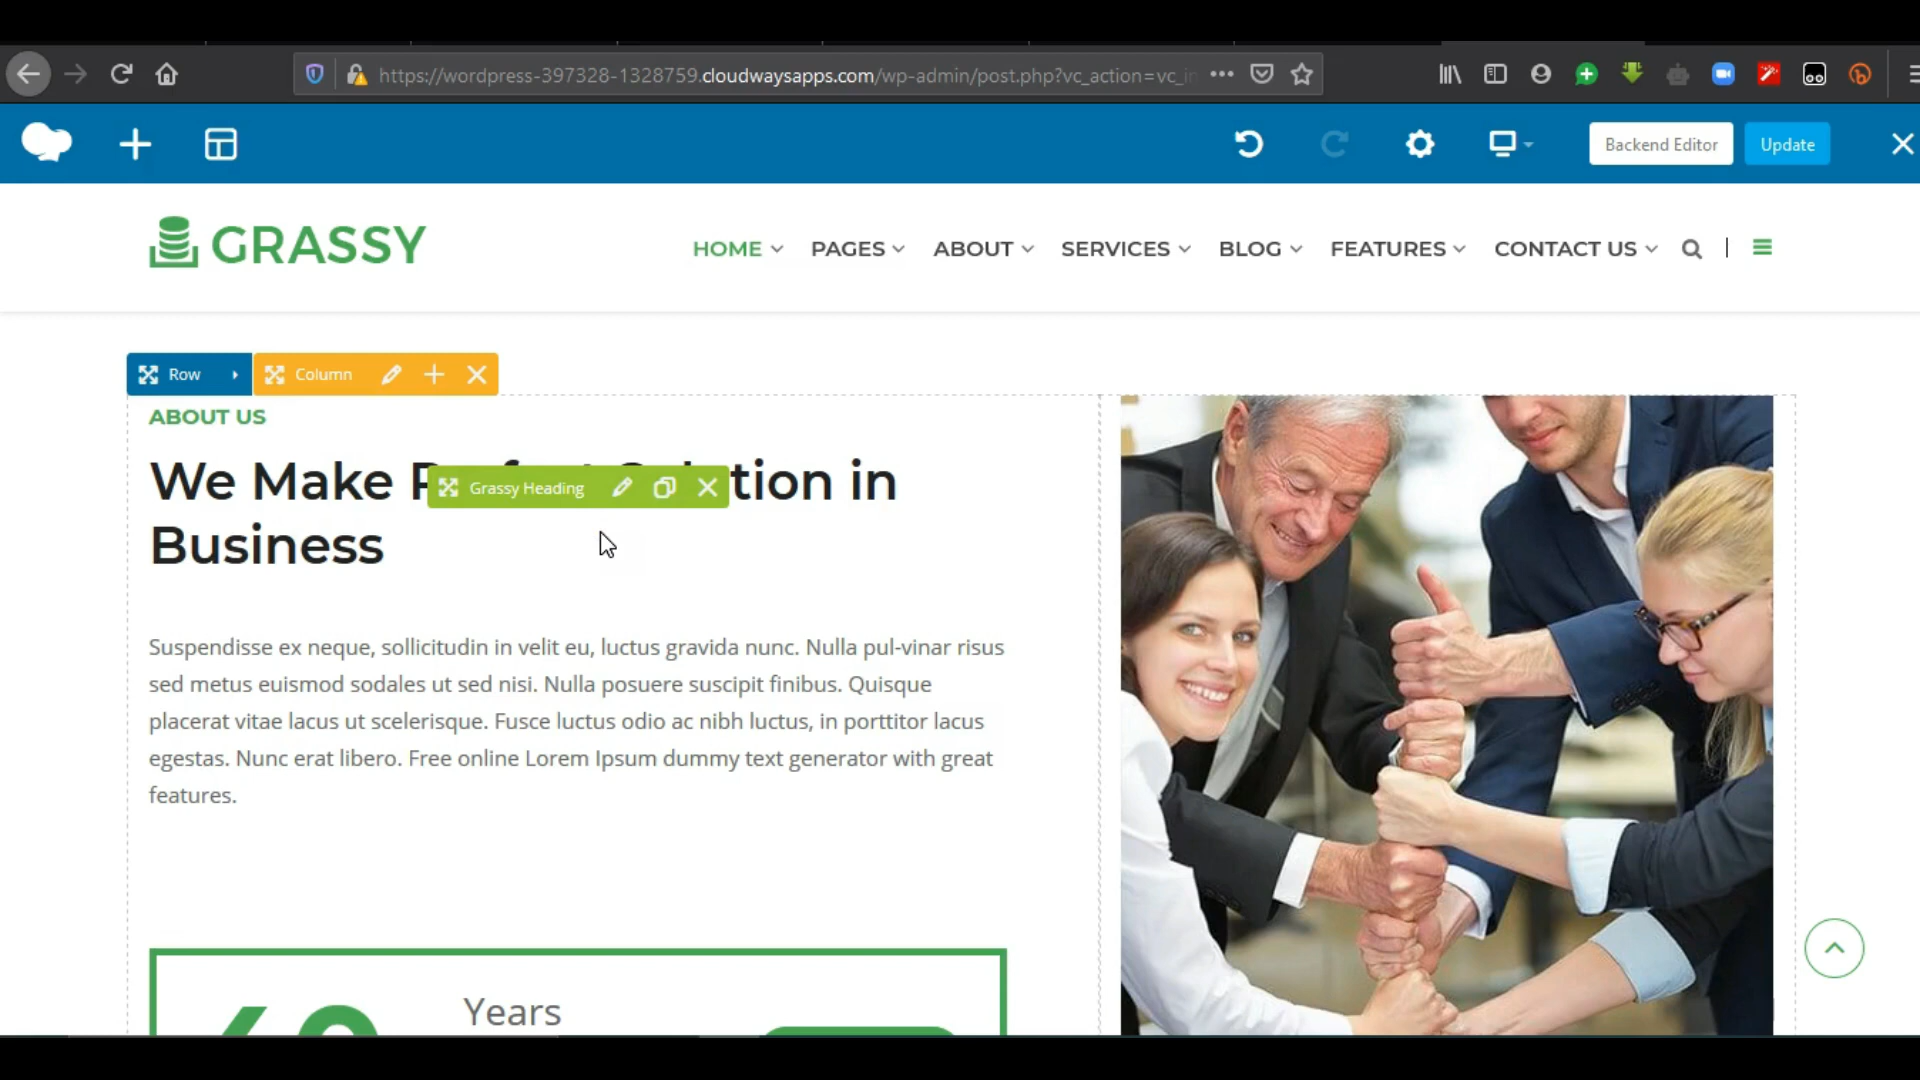 https://wordpress-397328-1328759.cloudwaysapps.com/wp-admin/post.php?vc_action=vc_in
Backend Editor
Update
GRASSY
HOME
PAGES
ABOUT
SERVICES
BLOG
FEATURES
CONTACT US
Row
Column
ABOUT US
We Make tion in
Grassy Heading
Business
Suspendisse ex neque, sollicitudin in velit eu, luctus gravida nunc. Nulla pul-vinar risus
sed metus euismod sodales ut sed nisi. Nulla posuere suscipit finibus. Quisque
placerat vitae lacus ut scelerisque. Fusce luctus odio ac nibh luctus, in porttitor lacus
egestas. Nunc erat libero. Free online Lorem Ipsum dummy text generator with great
features.
Years